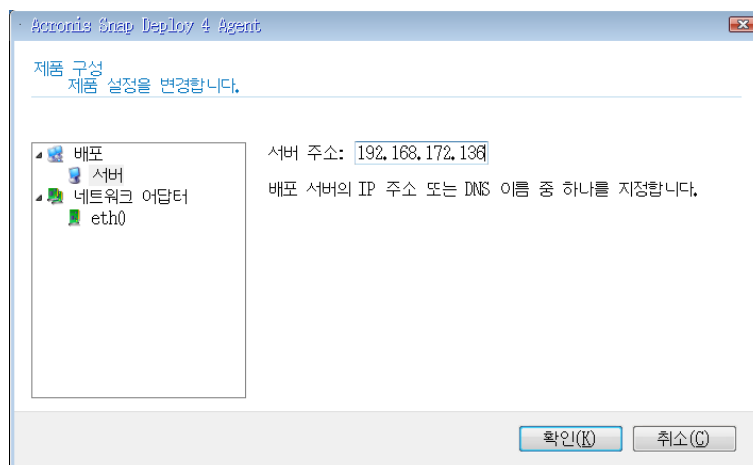 Acronis Snap Deploy 4 Agent
제품 구성
제품 설정을 변경합니다.
배포
서버
네트워크 어답터
eth0
서버 주소: 192.168.172.136
배포 서버의 IP 주소 또는 DNS 이름 중 하나를 지정합니다.
확인(K) 취소(C)